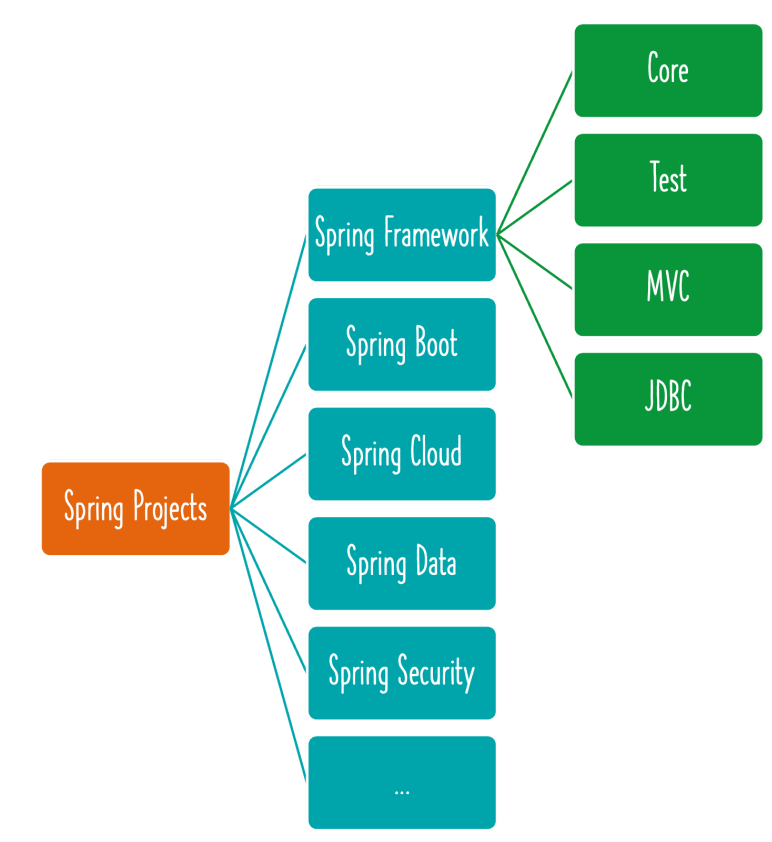 Core
Test
Spring Framework
MVC
Spring Boot
JDBC
Spring Cloud
Spring Projects
Spring Data
Spring Security
...